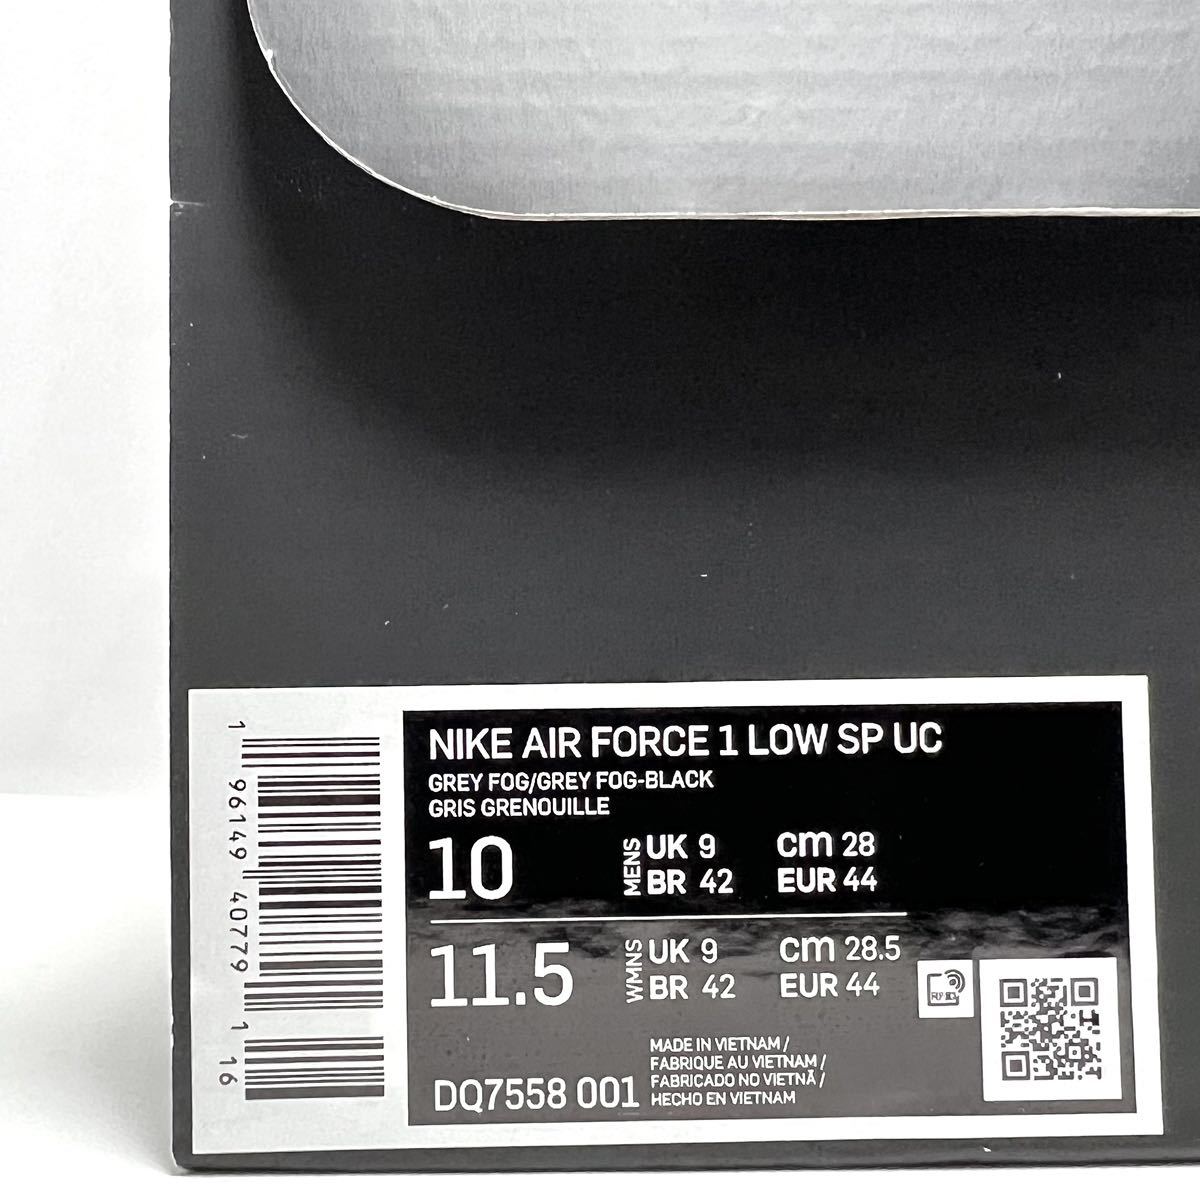 NIKE AIR FORCE 1 LOW SP UC
GREY FOG/GREY FOG-BLACK
GRIS GRENOUILLE
10 MENS UK 9 cm 28
BR 42 EUR 44
11.5 WMNS UK 9 cm 28.5
BR 42 EUR 44
DQ7558 001
MADE IN VIETNAM /
FABRIQUE AU VIETNAM /
FABRICADO NO VIETNÃ /
HECHO EN VIETNAM
1 96149 40779 1 16